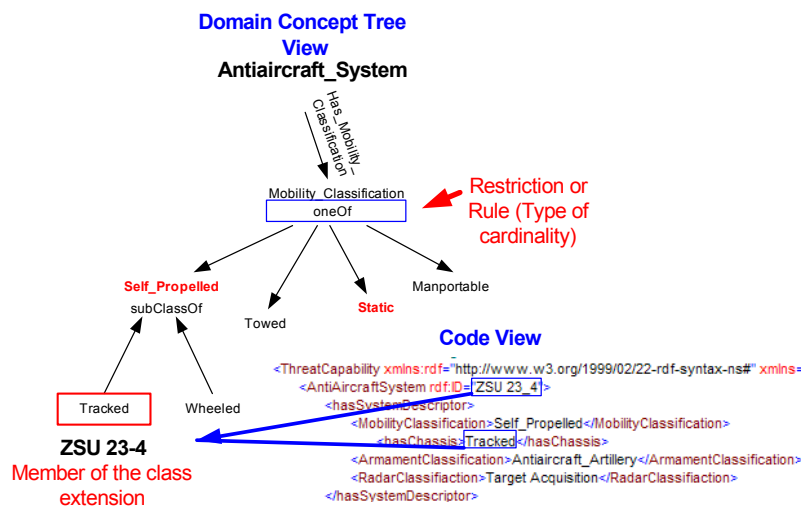 Domain Concept Tree
View
Antiaircraft_System
Has_Mobility_
Classification
Mobility_Classification
oneOf
Restriction or
Rule (Type of
cardinality)
Self_Propelled
subClassOf
Towed
Static
Manportable
Tracked
Wheeled
ZSU 23-4
Member of the class
extension
Code View
<ThreatCapability xmlns:rdf="http://www.w3.org/1999/02/22-rdf-syntax-ns#" xmlns=
<AntiAircraftSystem rdf:ID="ZSU 23_4">
<hasSystemDescriptor>
<MobilityClassification>Self_Propelled</MobilityClassification>
<hasChassis>Tracked</hasChassis>
<ArmamentClassification>Antiaircraft_Artillery</ArmamentClassification>
<RadarClassifiaction>Target Acquisition</RadarClassifiaction>
</hasSystemDescriptor>